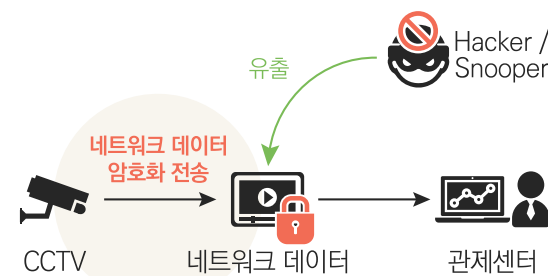 Hacker /
Snooper
유출
네트워크 데이터
암호화 전송
CCTV
네트워크 데이터
관제센터